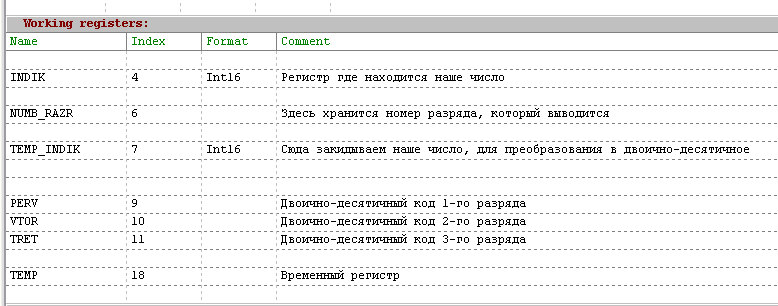 Working registers:
Name Index Format Comment
INDIK 4 Int16 Регистр где находится наше число
NUMB_RAZR 6 Здесь хранится номер разряда, который выводится
TEMP_INDIK 7 Int16 Сюда закидываем наше число, для преобразования в двоично-десятичное
PERV 9 Двоично-десятичный код 1-го разряда
VTOR 10 Двоично-десятичный код 2-го разряда
TRET 11 Двоично-десятичный код 3-го разряда
TEMP 18 Временный регистр